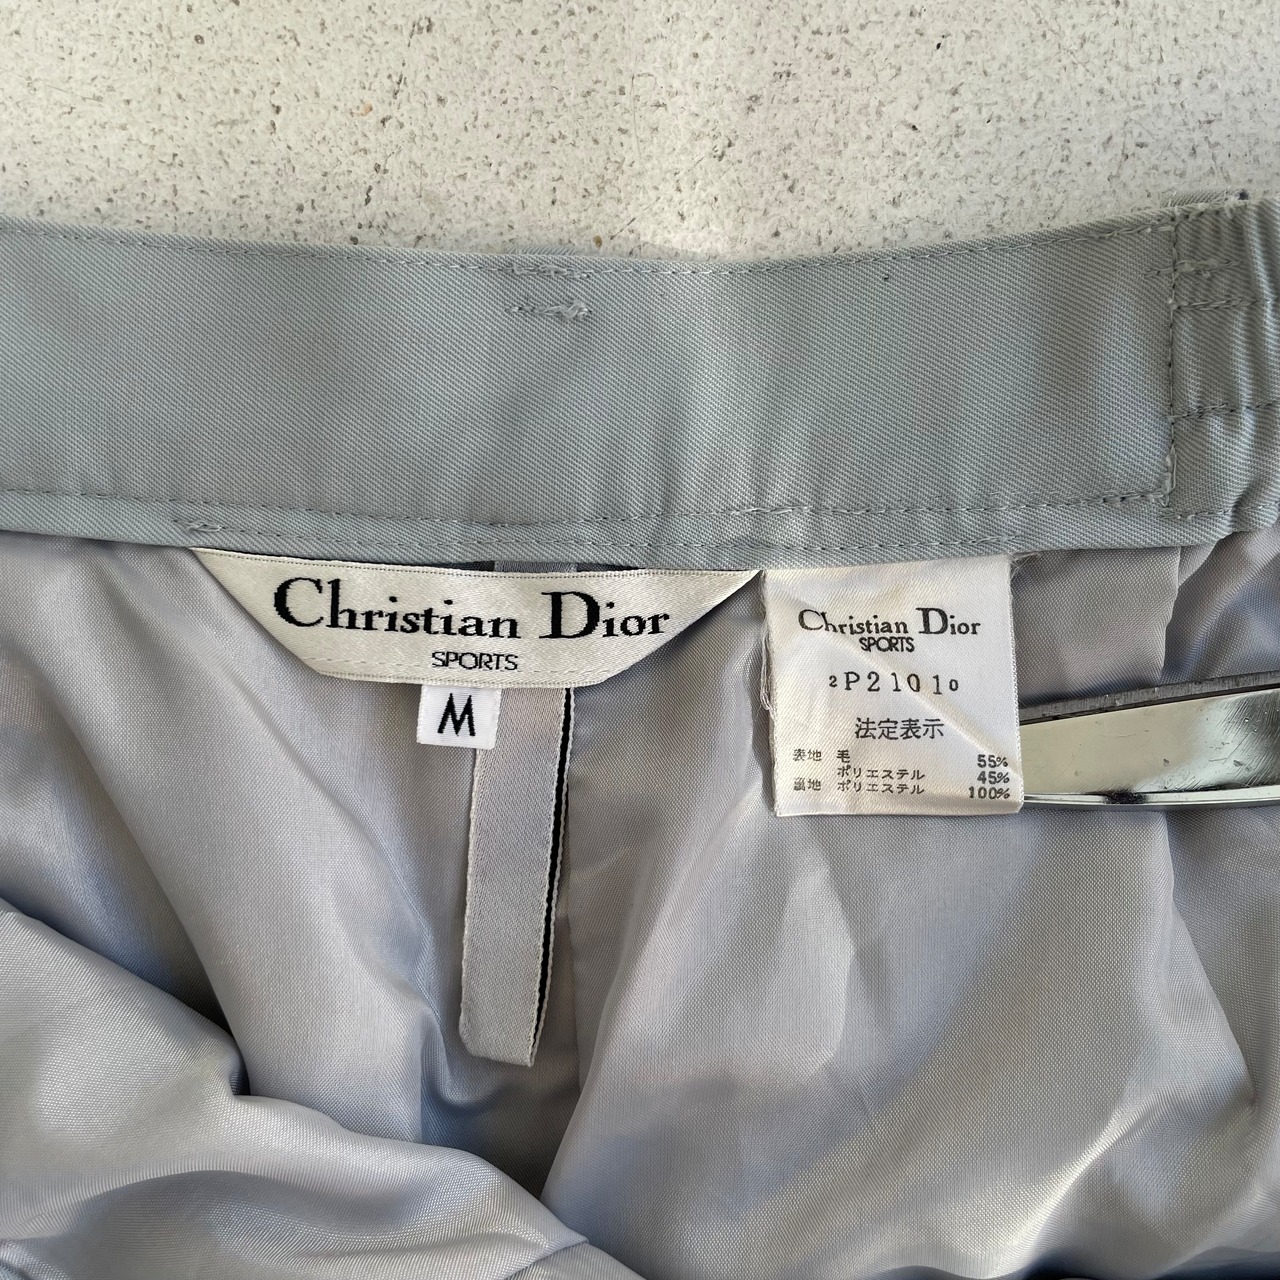 Christian Dior
SPORTS
M
Christian Dior
SPORTS
2P21010
法定表示
表地 毛 55%
ポリエステル 45%
裏地 ポリエステル 100%